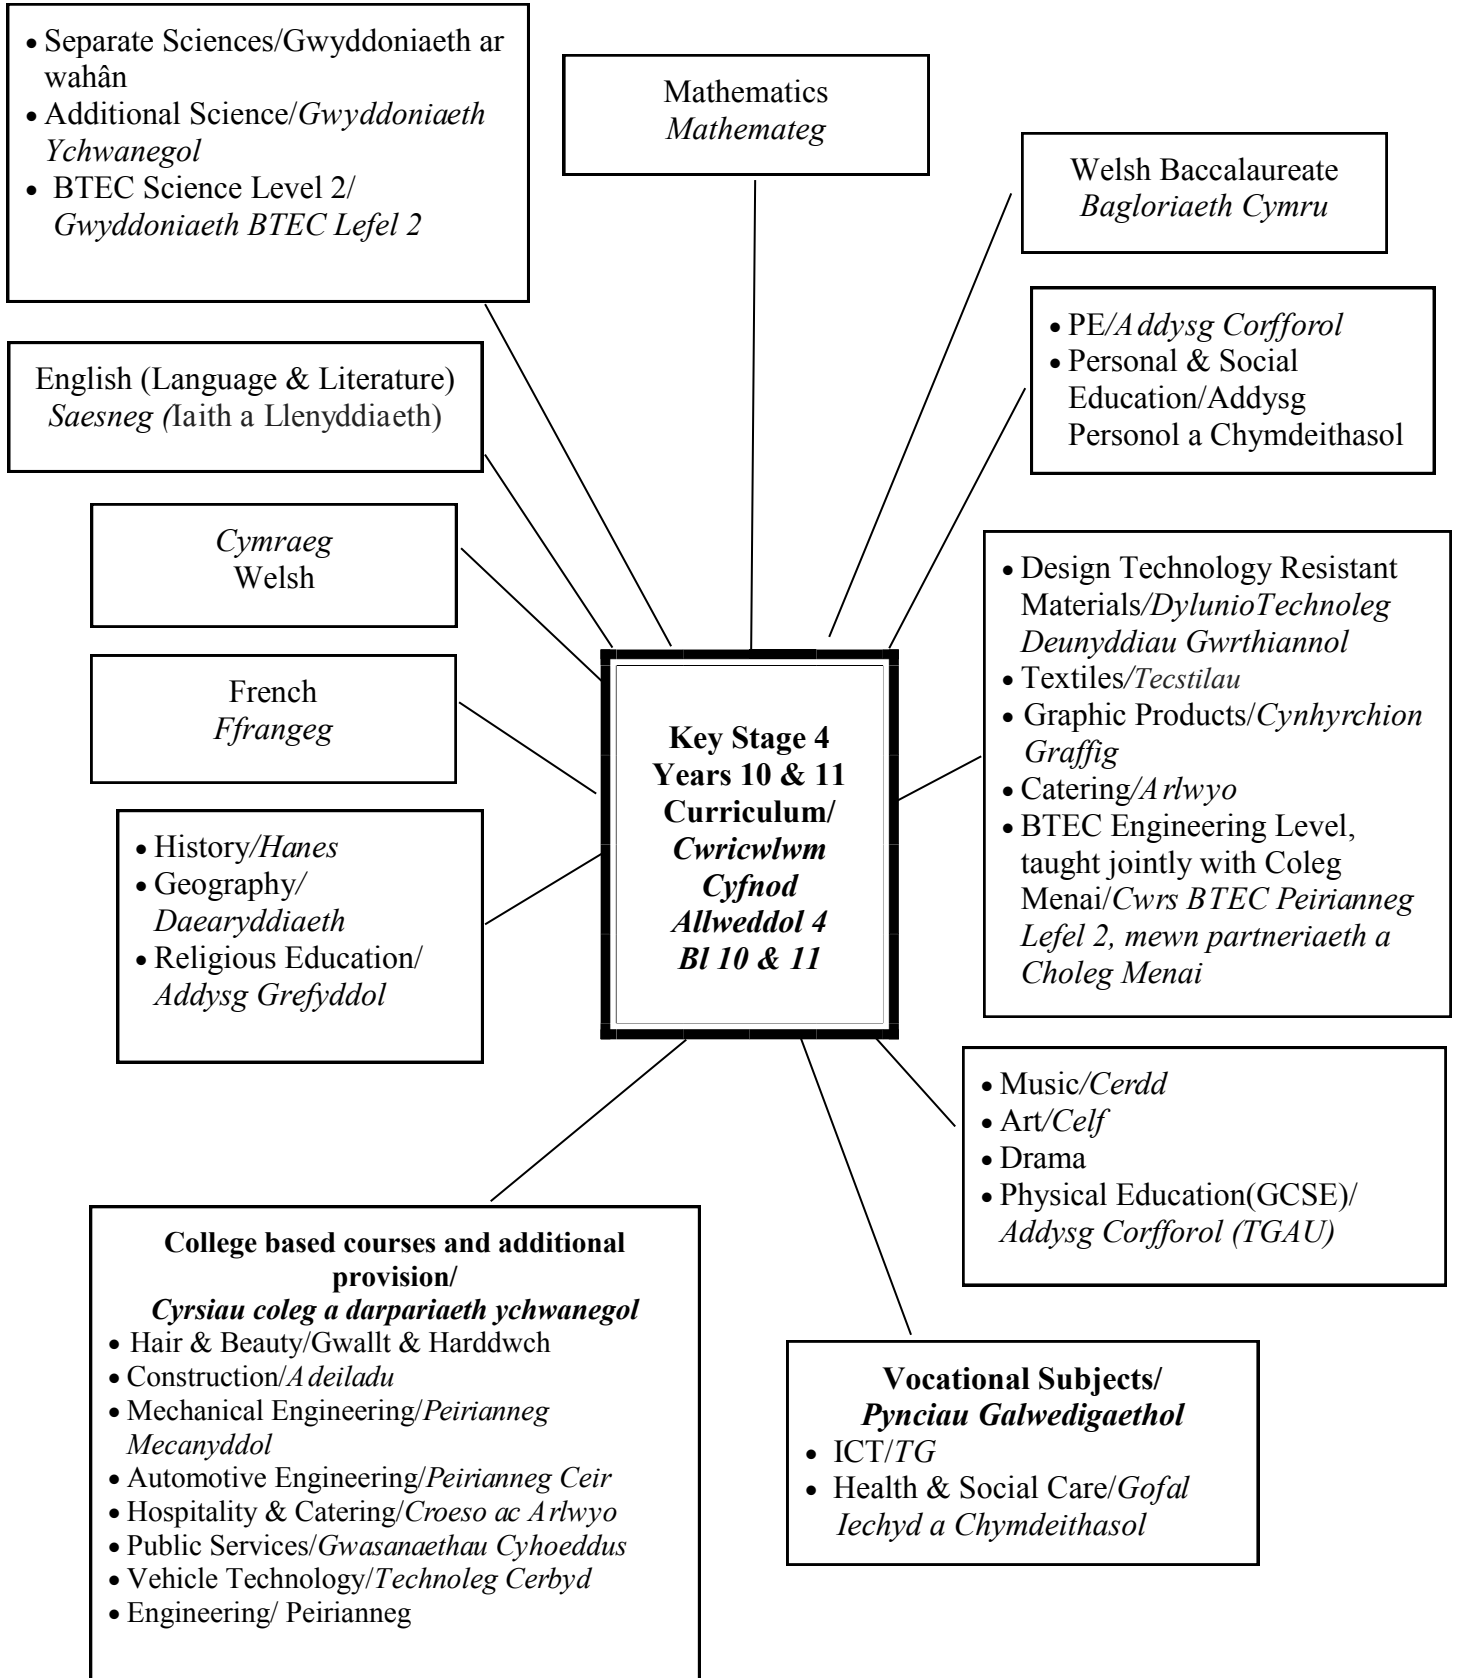 • Separate Sciences/Gwyddoniaeth ar
wahân
• Additional Science/Gwyddoniaeth
Ychwanegol
• BTEC Science Level 2/
Gwyddoniaeth BTEC Lefel 2
Mathematics
Mathemateg
Welsh Baccalaureate
Bagloriaeth Cymru
• PE/Addysg Corfforol
• Personal & Social
Education/Addysg
Personol a Chymdeithasol
English (Language & Literature)
Saesneg (Iaith a Llenyddiaeth)
Cymraeg
Welsh
French
Ffrangeg
• History/Hanes
• Geography/
Daearyddiaeth
• Religious Education/
Addysg Grefyddol
Key Stage 4
Years 10 & 11
Curriculum/
Cwricwlwm
Cyfnod
Allweddol 4
Bl 10 & 11
• Design Technology Resistant
Materials/DylunioTechnoleg
Deunyddiau Gwrthiannol
• Textiles/Tecstilau
• Graphic Products/Cynhyrchion
Graffig
• Catering/Arlwyo
• BTEC Engineering Level,
taught jointly with Coleg
Menai/Cwrs BTEC Peirianneg
Lefel 2, mewn partneriaeth a
Choleg Menai
• Music/Cerdd
• Art/Celf
• Drama
• Physical Education(GCSE)/
Addysg Corfforol (TGAU)
College based courses and additional
provision/
Cyrsiau coleg a darpariaeth ychwanegol
• Hair & Beauty/Gwallt & Harddwch
• Construction/Adeiladu
• Mechanical Engineering/Peirianneg
Mecanyddol
• Automotive Engineering/Peirianneg Ceir
• Hospitality & Catering/Croeso ac Arlwyo
• Public Services/Gwasanaethau Cyhoeddus
• Vehicle Technology/Technoleg Cerbyd
• Engineering/ Peirianneg
Vocational Subjects/
Pynciau Galwedigaethol
• ICT/TG
• Health & Social Care/Gofal
Iechyd a Chymdeithasol